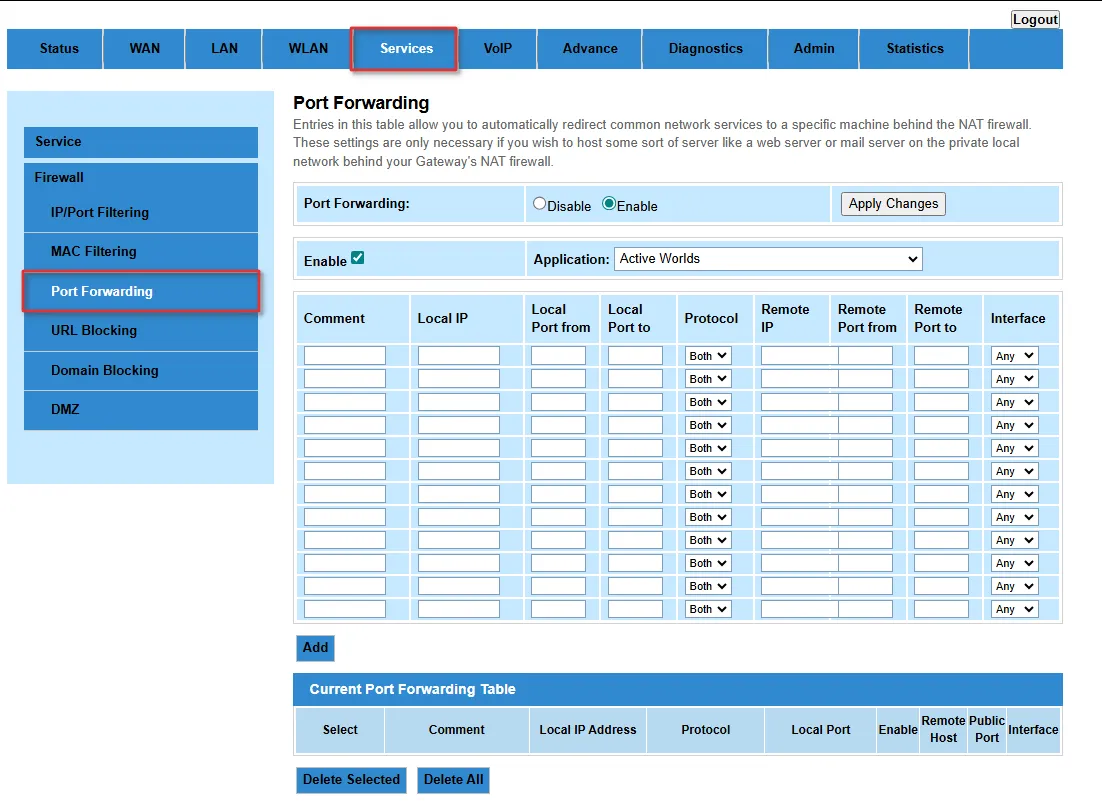 Logout
Status WAN LAN WLAN Services VoIP Advance Diagnostics Admin Statistics
Service
Firewall
IP/Port Filtering
MAC Filtering
Port Forwarding
URL Blocking
Domain Blocking
DMZ
Port Forwarding
Entries in this table allow you to automatically redirect common network services to a specific machine behind the NAT firewall.
These settings are only necessary if you wish to host some sort of server like a web server or mail server on the private local
network behind your Gateway's NAT firewall.
Port Forwarding: Disable Enable Apply Changes
Enable Application: Active Worlds
Comment Local IP Local Port from Local Port to Protocol Remote IP Remote Port from Remote Port to Interface
Both Any
Both Any
Both Any
Both Any
Both Any
Both Any
Both Any
Both Any
Both Any
Both Any
Both Any
Both Any
Add
Current Port Forwarding Table
Select Comment Local IP Address Protocol Local Port Enable Remote Host Public Port Interface
Delete Selected Delete All